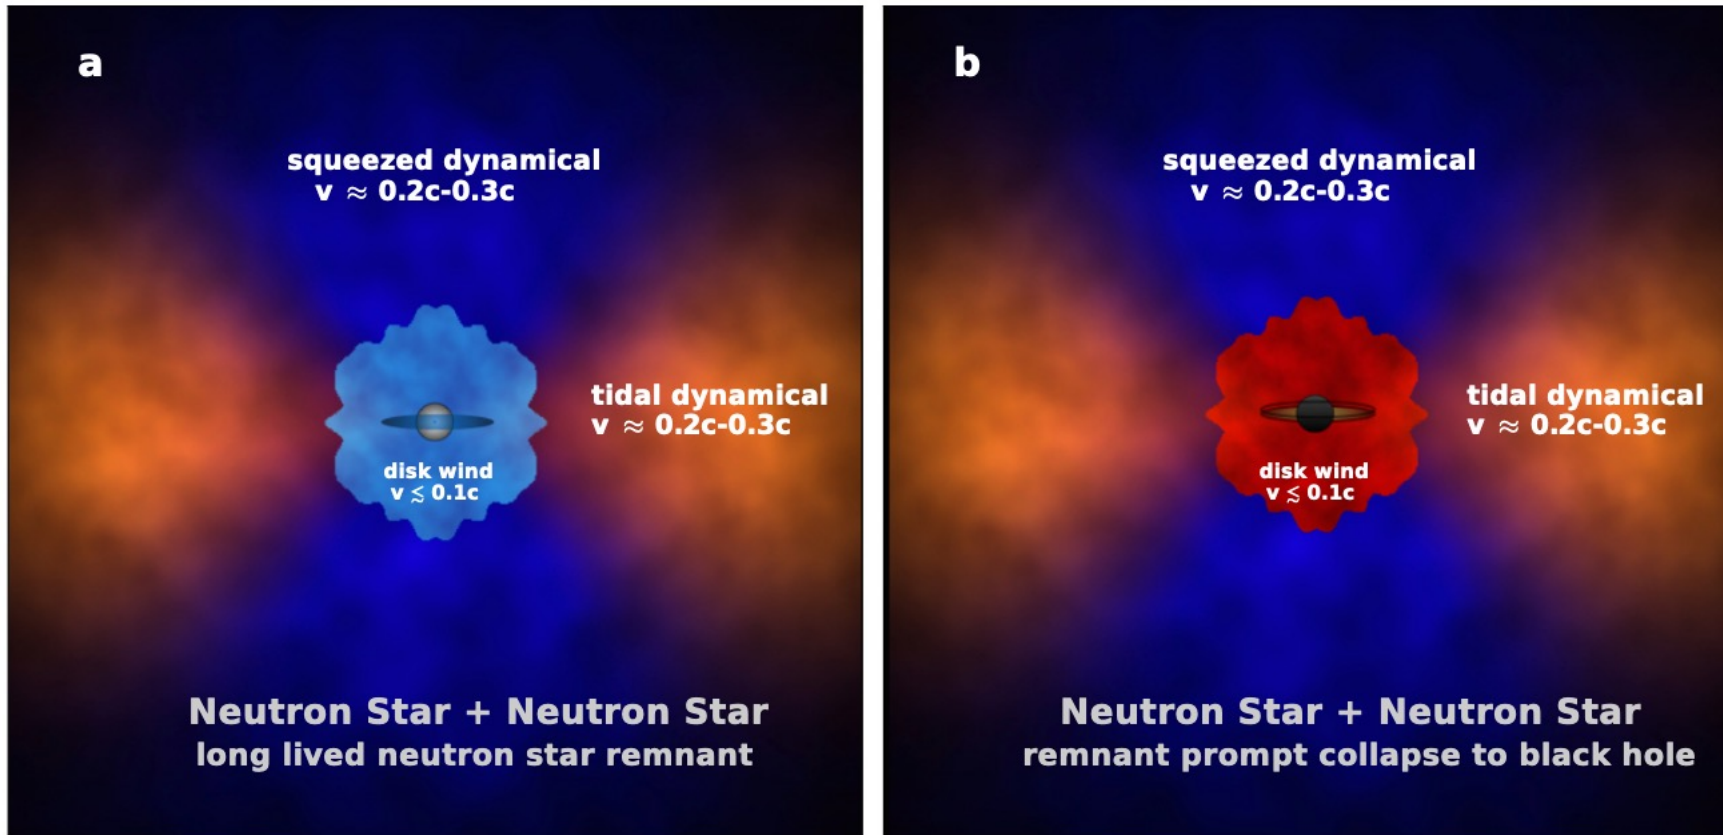 a
squeezed dynamical
v ≈ 0.2c-0.3c
tidal dynamical
v ≈ 0.2c-0.3c
disk wind
v ≲ 0.1c
Neutron Star + Neutron Star
long lived neutron star remnant
b
squeezed dynamical
v ≈ 0.2c-0.3c
tidal dynamical
v ≈ 0.2c-0.3c
disk wind
v ≲ 0.1c
Neutron Star + Neutron Star
remnant prompt collapse to black hole